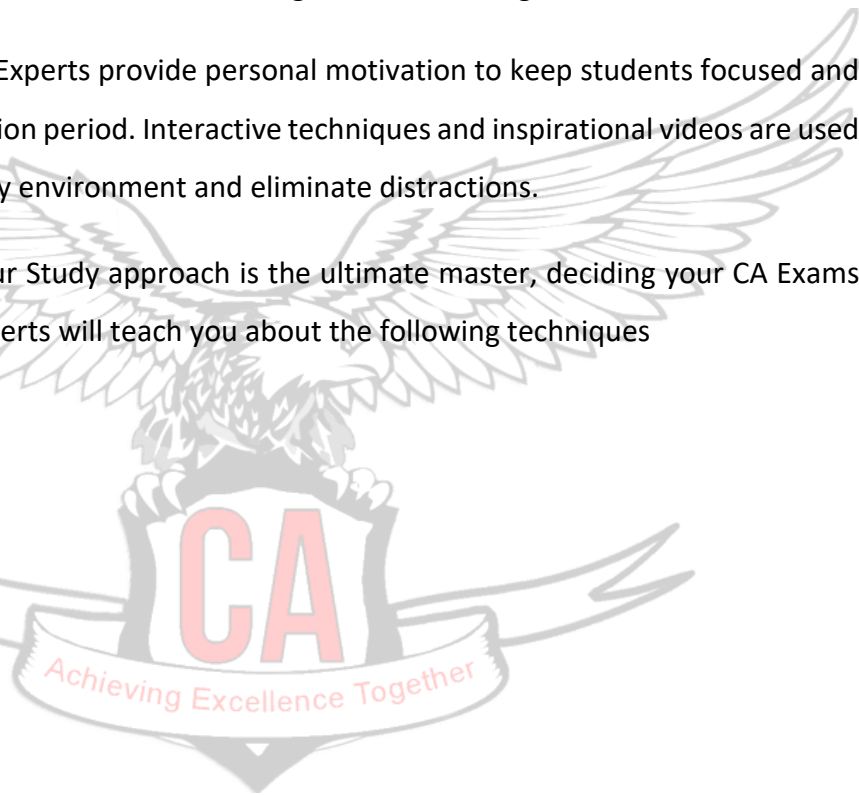 Experts provide personal motivation to keep students focused and
ion period. Interactive techniques and inspirational videos are used
y environment and eliminate distractions.
ur Study approach is the ultimate master, deciding your CA Exams
erts will teach you about the following techniques
CA
Achieving Excellence Together